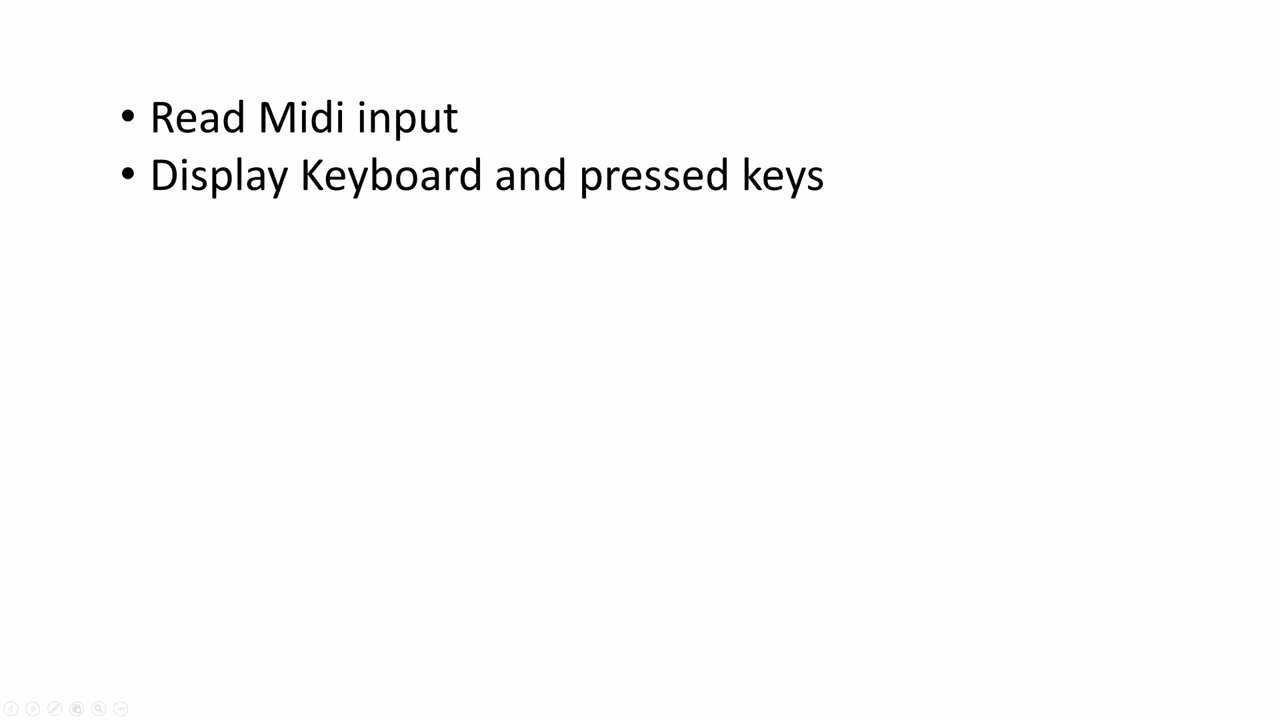 • Read Midi input
• Display Keyboard and pressed keys